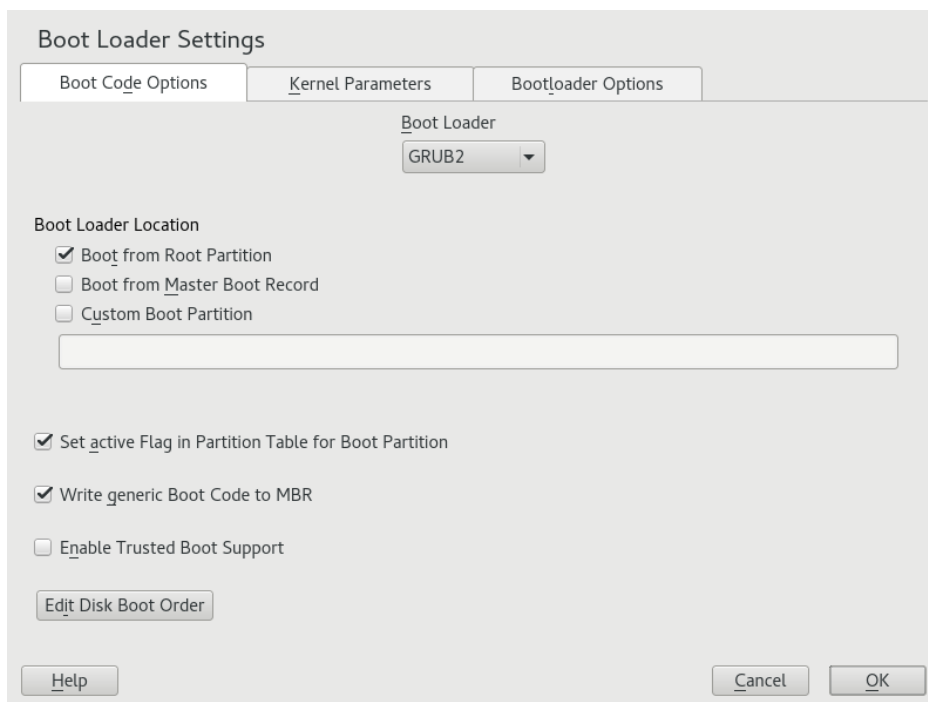 Boot Loader Settings
Boot Code Options
Kernel Parameters
Bootloader Options
Boot Loader
GRUB2
Boot Loader Location
Boot from Root Partition
Boot from Master Boot Record
Custom Boot Partition
Set active Flag in Partition Table for Boot Partition
Write generic Boot Code to MBR
Enable Trusted Boot Support
Edit Disk Boot Order
Help
Cancel
OK